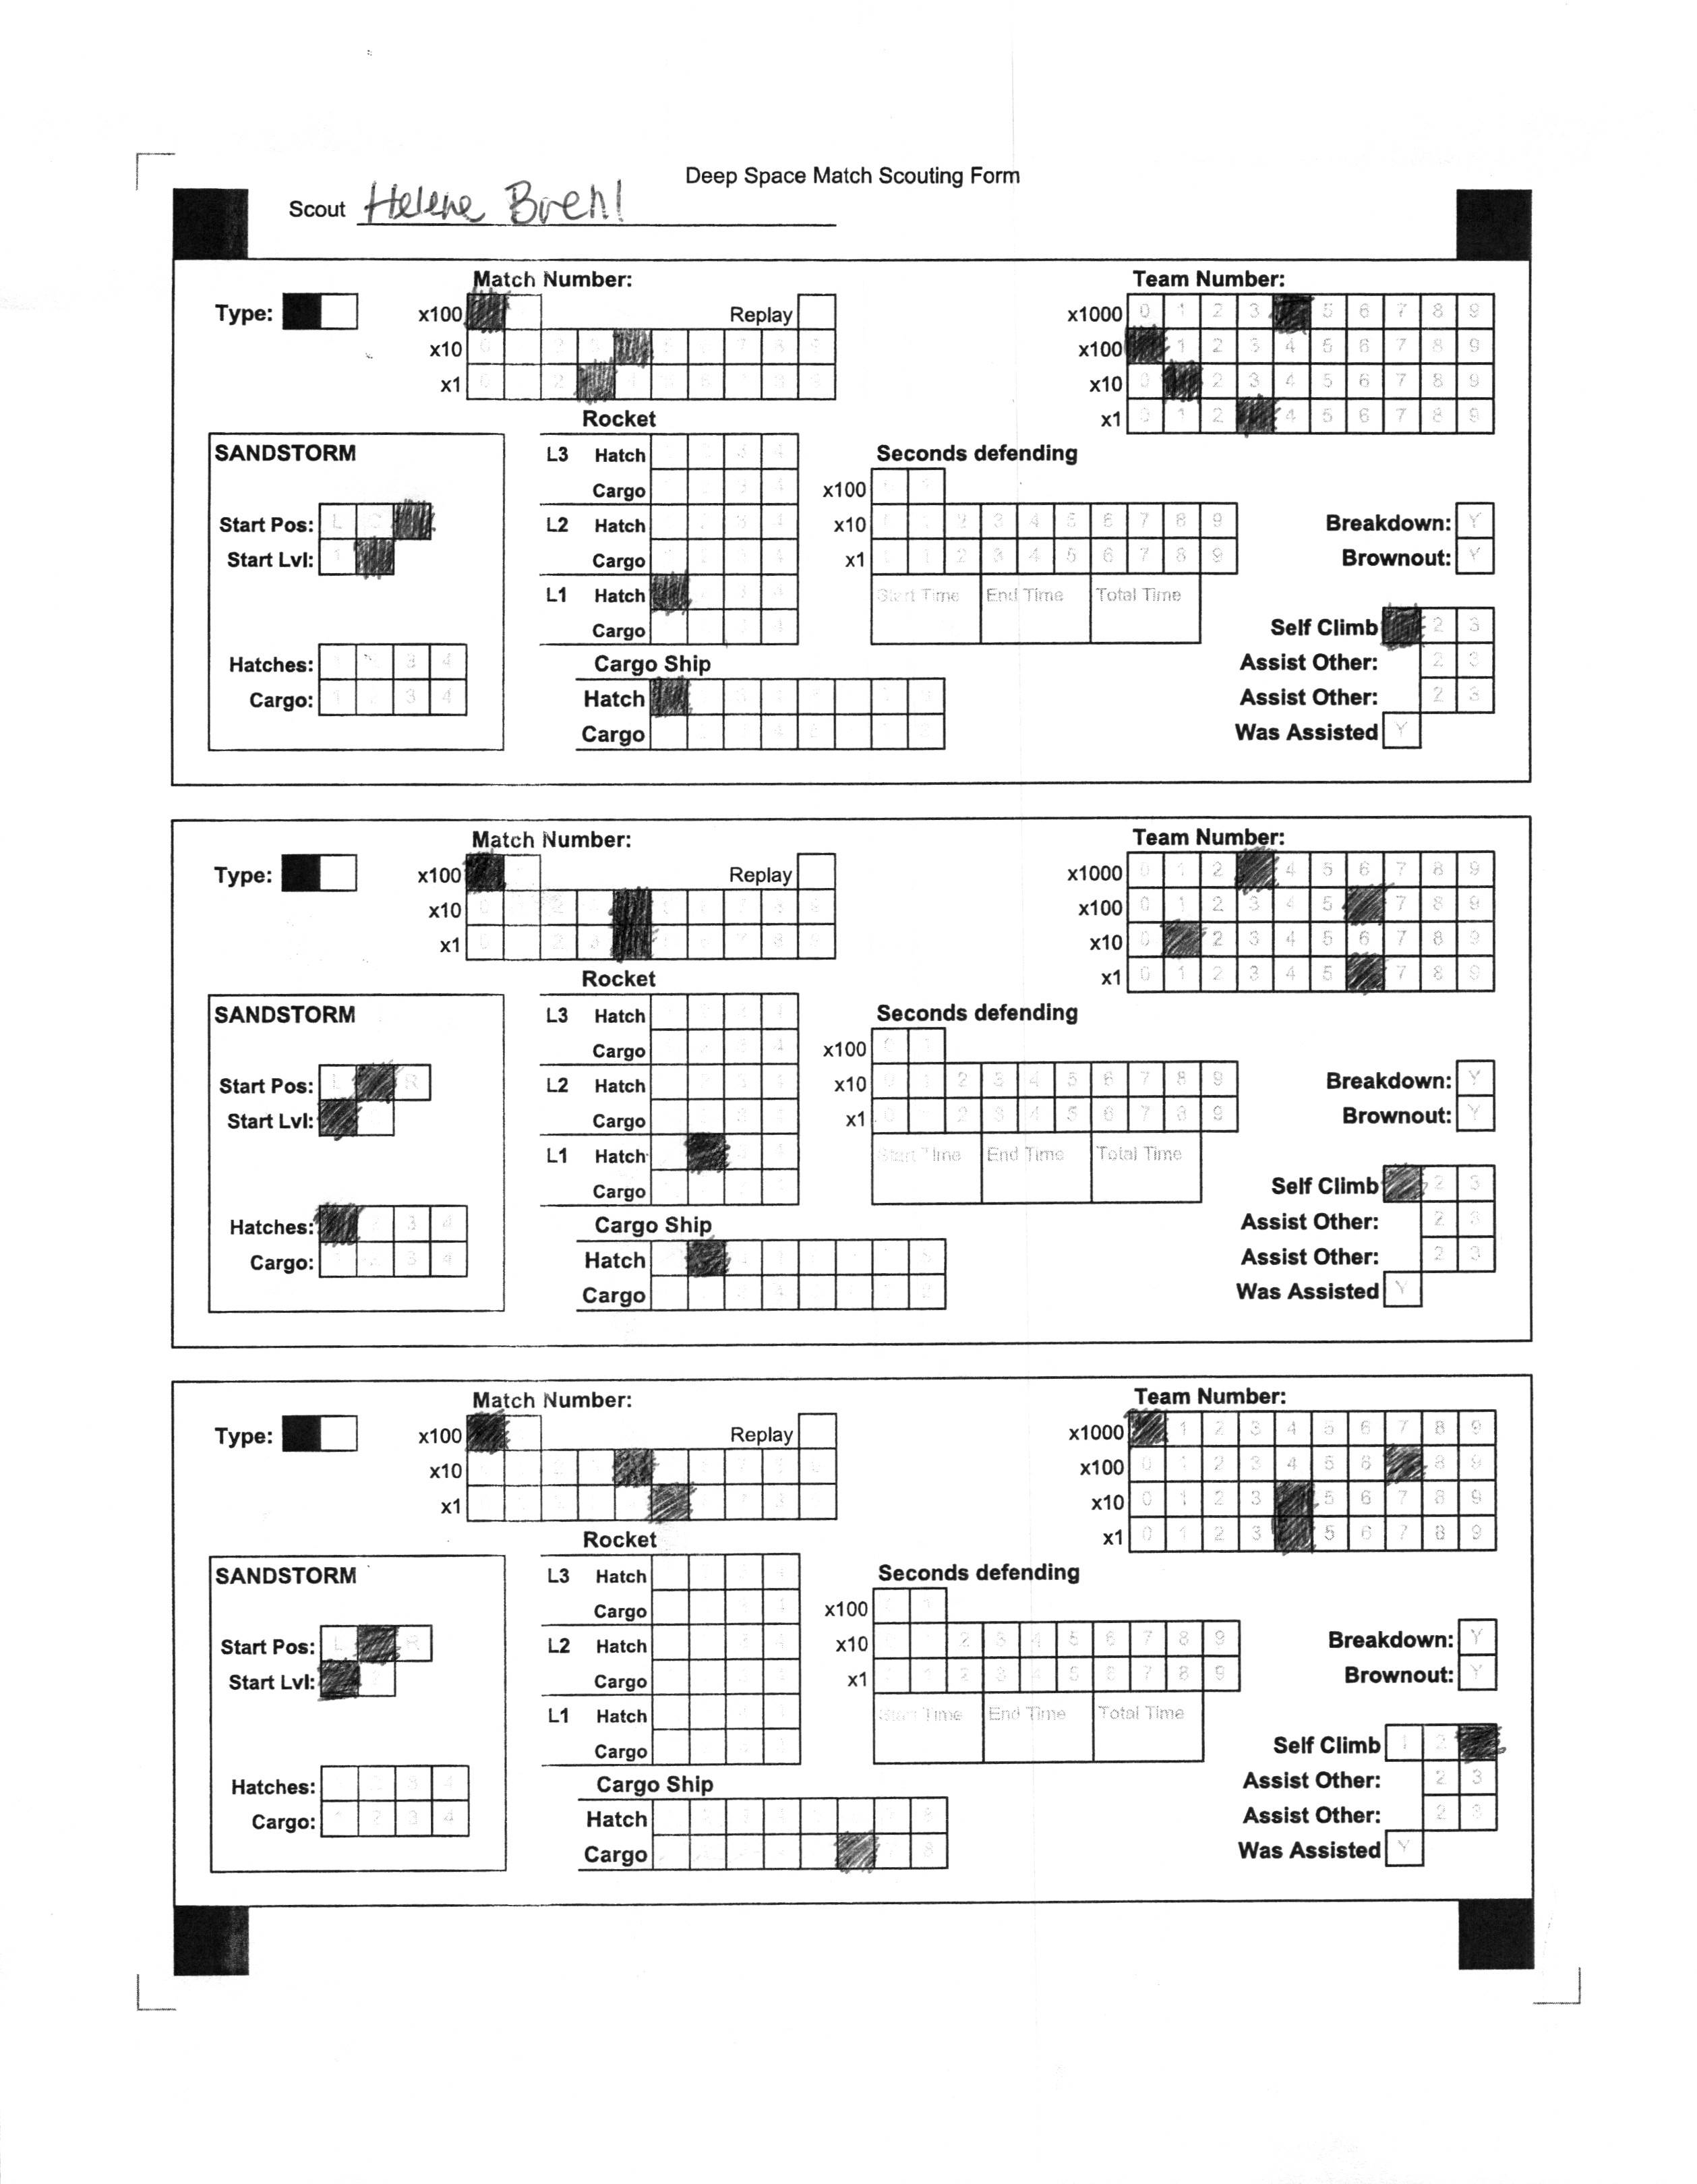 Deep Space Match Scouting Form
Scout Helene Brehl
Match Number: Team Number:
Type: x100 Replay x1000 0 1 2 3 5 6 7 8 9
x10 2 7 8 x100 1 2 3 4 5 6 7 8 9
x1 0 2 x10 0 2 3 4 5 6 7 8 9
Rocket x1 0 1 2 4 5 6 7 8 9
SANDSTORM L3 Hatch 3 4 Seconds defending
Cargo 3 4 x100
Start Pos: L L2 Hatch 3 4 x10 2 3 4 5 6 7 8 9 Breakdown: Y
Start Lvl: Cargo 4 x1 1 2 3 4 5 6 7 8 9 Brownout: Y
L1 Hatch 3 4 Start Time End Time Total Time
Cargo 4 Self Climb 2 3
Hatches: 3 4 Cargo Ship Assist Other: 2 3
Cargo: 1 2 3 4 Hatch Assist Other: 2 3
Cargo Was Assisted Y
Match Number: Team Number:
Type: x100 Replay x1000 0 1 2 4 5 6 7 8 9
x10 x100 0 1 2 3 4 5 7 8 9
x1 3 x10 0 2 3 4 5 6 7 8 9
Rocket x1 0 1 2 3 4 5 7 8 9
SANDSTORM L3 Hatch Seconds defending
Cargo 4 x100
Start Pos: L R L2 Hatch x10 2 3 4 5 6 7 8 9 Breakdown: Y
Start Lvl: Cargo x1 2 3 4 5 6 7 8 9 Brownout: Y
L1 Hatch Start Time End Time Total Time
Cargo Self Climb 2 3
Hatches: 2 3 4 Cargo Ship Assist Other: 2 3
Cargo: 3 4 Hatch Assist Other: 2 3
Cargo Was Assisted Y
Match Number: Team Number:
Type: x100 Replay x1000 1 2 3 4 5 6 7 8 9
x10 x100 0 1 2 3 4 5 6 8 9
x1 x10 0 1 2 3 5 6 7 8 9
Rocket x1 0 1 2 3 5 6 7 8 9
SANDSTORM L3 Hatch Seconds defending
Cargo x100
Start Pos: L R L2 Hatch x10 2 3 4 5 6 7 8 9 Breakdown: Y
Start Lvl: Cargo x1 2 3 4 5 6 7 8 9 Brownout: Y
L1 Hatch Start Time End Time Total Time
Cargo Self Climb 1 2
Hatches: 3 4 Cargo Ship Assist Other: 2 3
Cargo: 1 2 3 4 Hatch Assist Other: 2 3
Cargo 8 Was Assisted Y